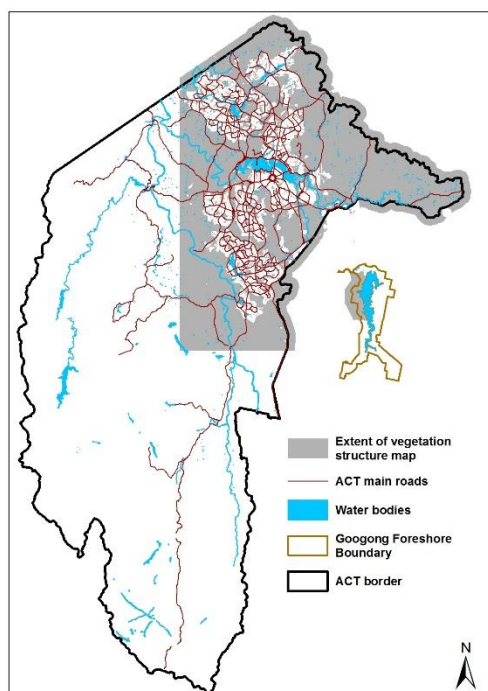 Extent of vegetation
structure map
ACT main roads
Water bodies
Googong Foreshore
Boundary
ACT border
N